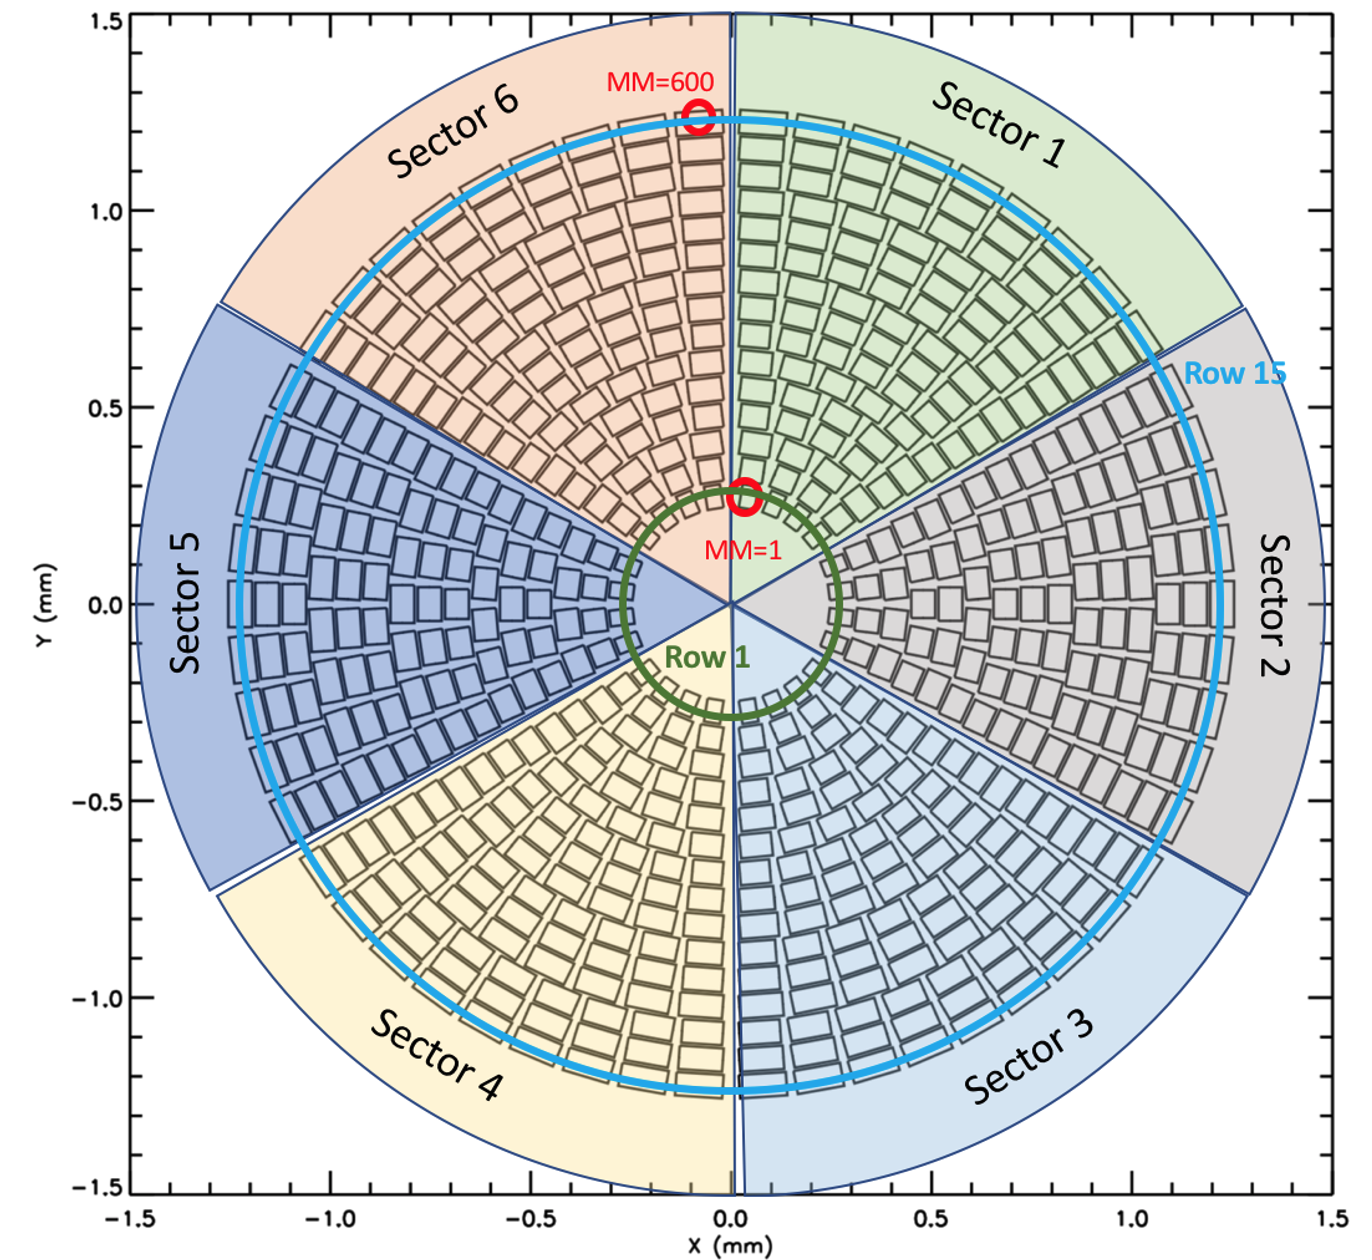 1.5
MM=600
Sector 6
Sector 1
1.0
Row 15
0.5
MM=1
Sector 5
Y (mm)
0.0
Sector 2
Row 1
−0.5
−1.0
Sector 4
Sector 3
−1.5
−1.5 −1.0 −0.5 0.0 0.5 1.0 1.5
X (mm)